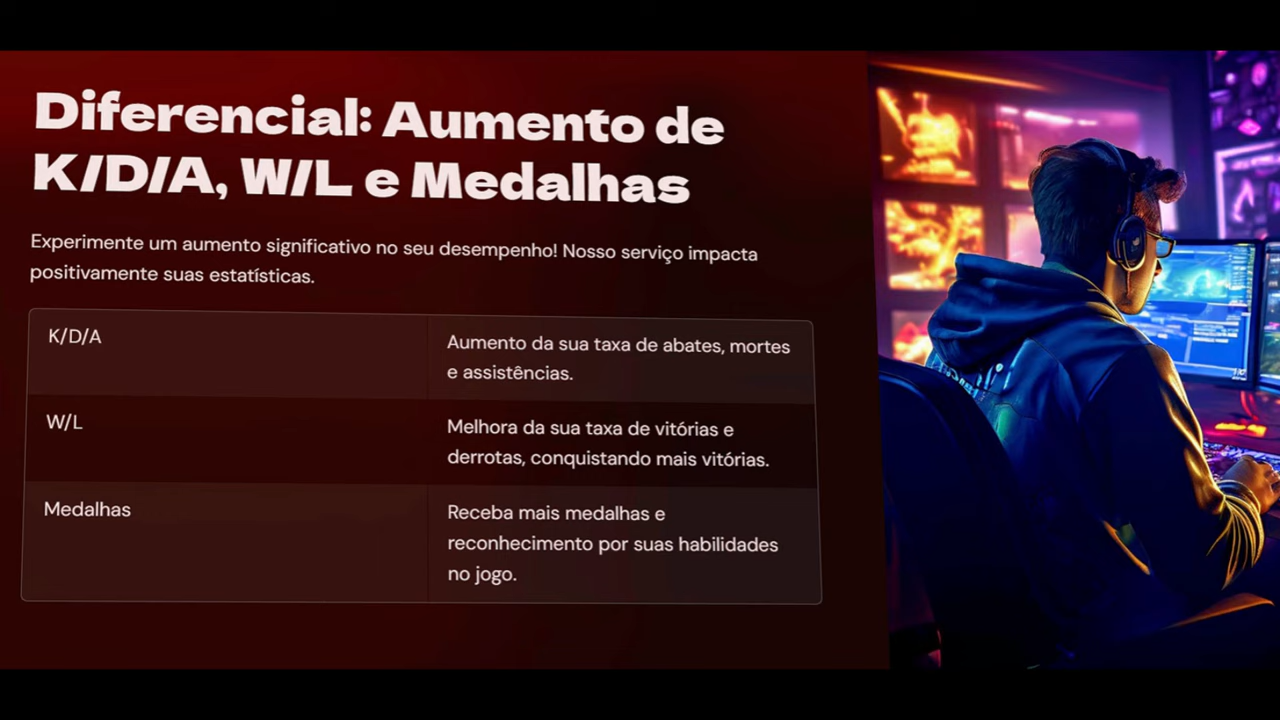 Diferencial: Aumento de
K/D/A, W/L e Medalhas
Experimente um aumento significativo no seu desempenho! Nosso serviço impacta
positivamente suas estatísticas.
K/D/A
Aumento da sua taxa de abates, mortes
e assistências.
W/L
Melhora da sua taxa de vitórias e
derrotas, conquistando mais vitórias.
Medalhas
Receba mais medalhas e
reconhecimento por suas habilidades
no jogo.